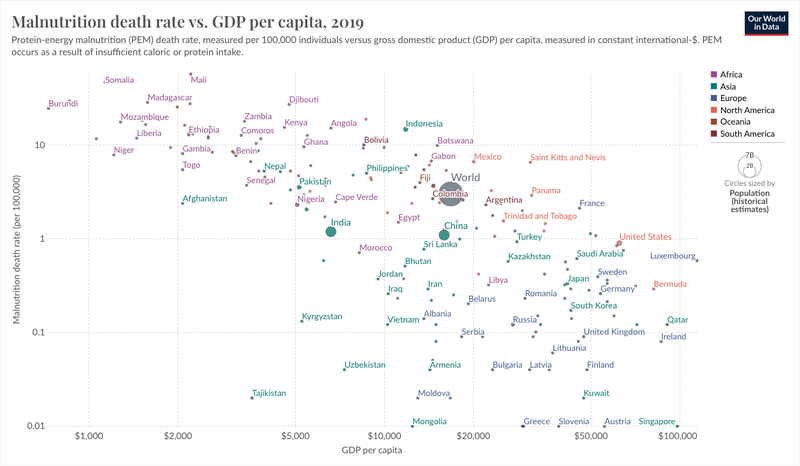 Malnutrition death rate vs. GDP per capita, 2019
Our World
in Data
Protein-energy malnutrition (PEM) death rate, measured per 100,000 individuals versus gross domestic product (GDP) per capita, measured in constant international-$. PEM
occurs as a result of insufficient caloric or protein intake.
Malnutrition death rate (per 100,000)
10
1
0.1
0.01
Somalia
Mali
Burundi
Madagascar
Djibouti
Mozambique
Zambia
Kenya
Angola
Indonesia
Liberia
Ethiopia
Comoros
Ghana
Bolivia
Botswana
Niger
Gambia
Benin
Gabon
Mexico
Saint Kitts and Nevis
Togo
Nepal
Philippines
Fiji
World
Senegal
Pakistan
Colombia
Panama
Afghanistan
Nigeria
Cape Verde
Argentina
France
Egypt
Trinidad and Tobago
India
China
Turkey
United States
Morocco
Sri Lanka
Kazakhstan
Saudi Arabia
Luxembourg
Bhutan
Jordan
Iran
Libya
Japan
Sweden
Iraq
Belarus
Romania
Germany
Bermuda
Kyrgyzstan
Vietnam
Albania
Russia
South Korea
Qatar
Serbia
United Kingdom
Ireland
Lithuania
Uzbekistan
Armenia
Bulgaria
Latvia
Finland
Tajikistan
Moldova
Kuwait
Mongolia
Greece
Slovenia
Austria
Singapore
$1,000
$2,000
$5,000
$10,000
$20,000
$50,000
$100,000
GDP per capita
Africa
Asia
Europe
North America
Oceania
South America
7B
2B
Circles sized by
Population
(historical
estimates)